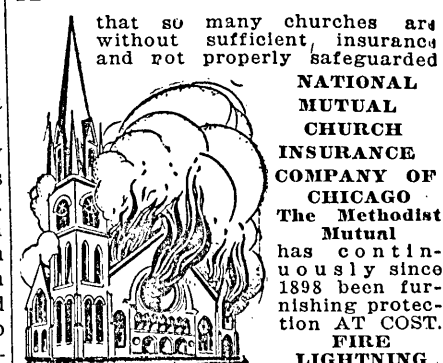 that so many churches are
without sufficient, insurance
and not properly safeguarded
NATIONAL
MUTUAL
CHURCH
INSURANCE
COMPANY OF
CHICAGO
The Methodist
Mutual
has contin-
uously since
1898 been fur-
nishing protec-
tion AT COST.
FIRE
LIGHTNING